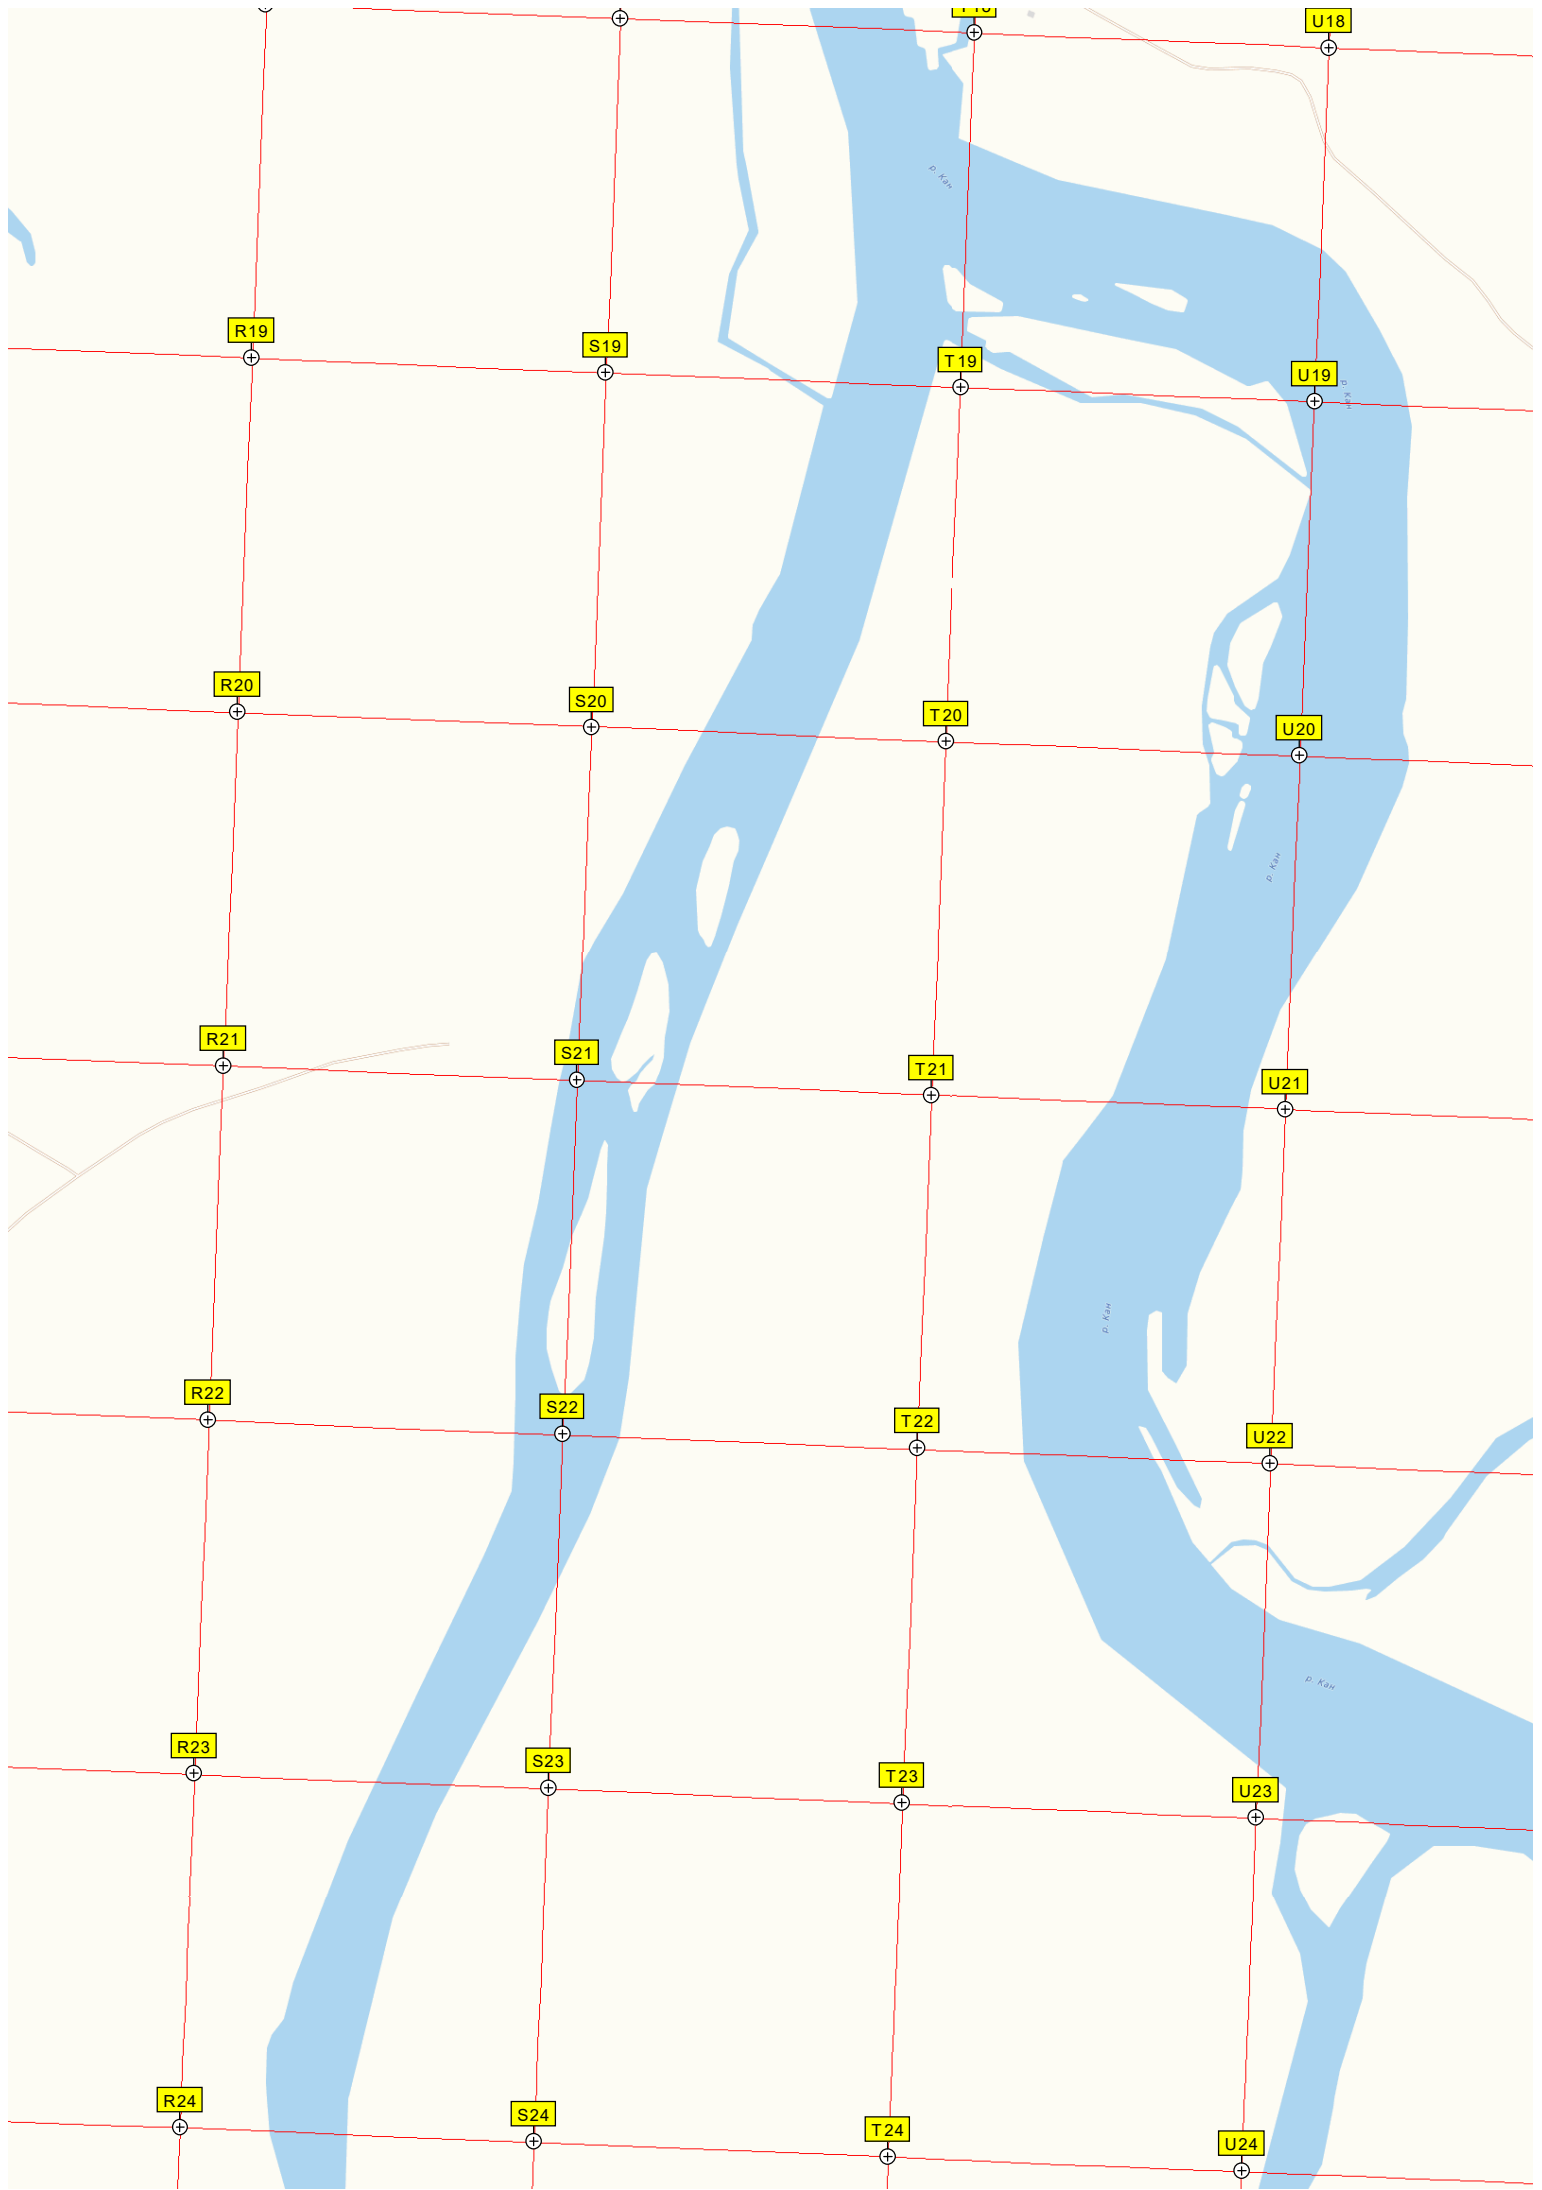 U18
р. Кан
R19
S19
T19
U19
р. Кан
R20
S20
T20
U20
р. Кан
R21
S21
T21
U21
р. Кан
R22
S22
T22
U22
р. Кан
R23
S23
T23
U23
R24
S24
T24
U24